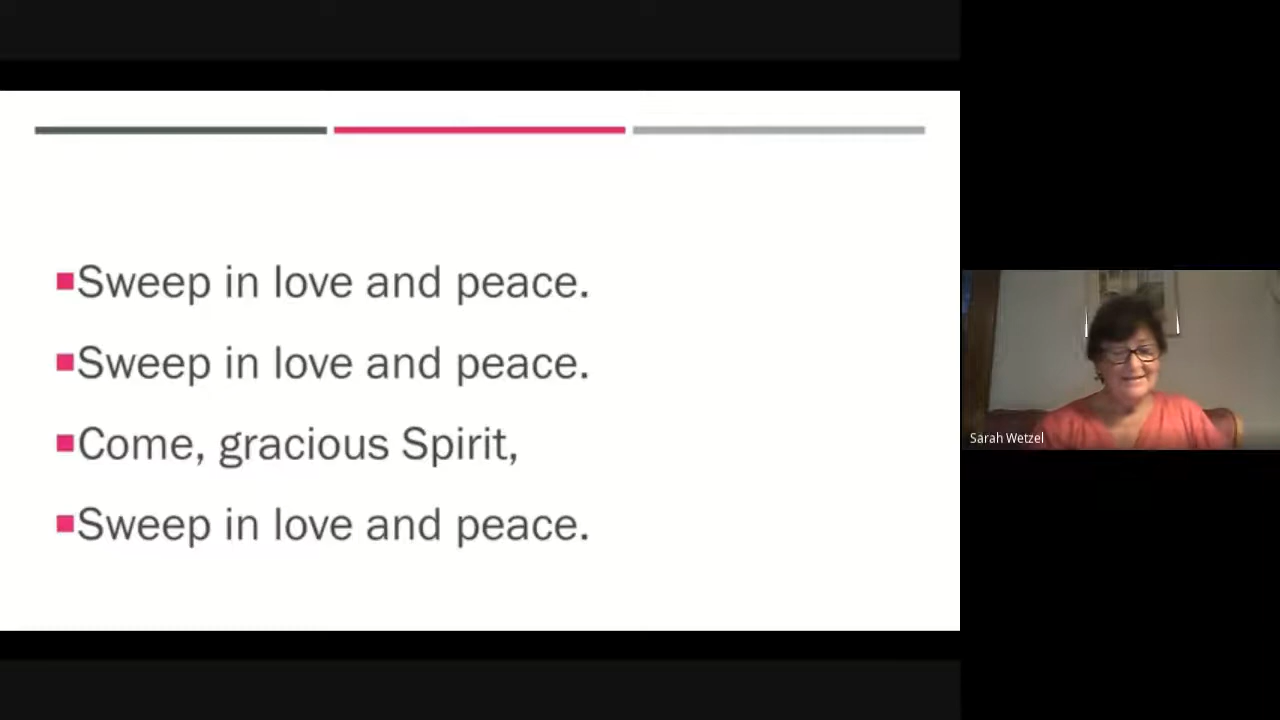 Sweep in love and peace.
Sweep in love and peace.
Come, gracious Spirit,
Sweep in love and peace.
Sarah Wetzel